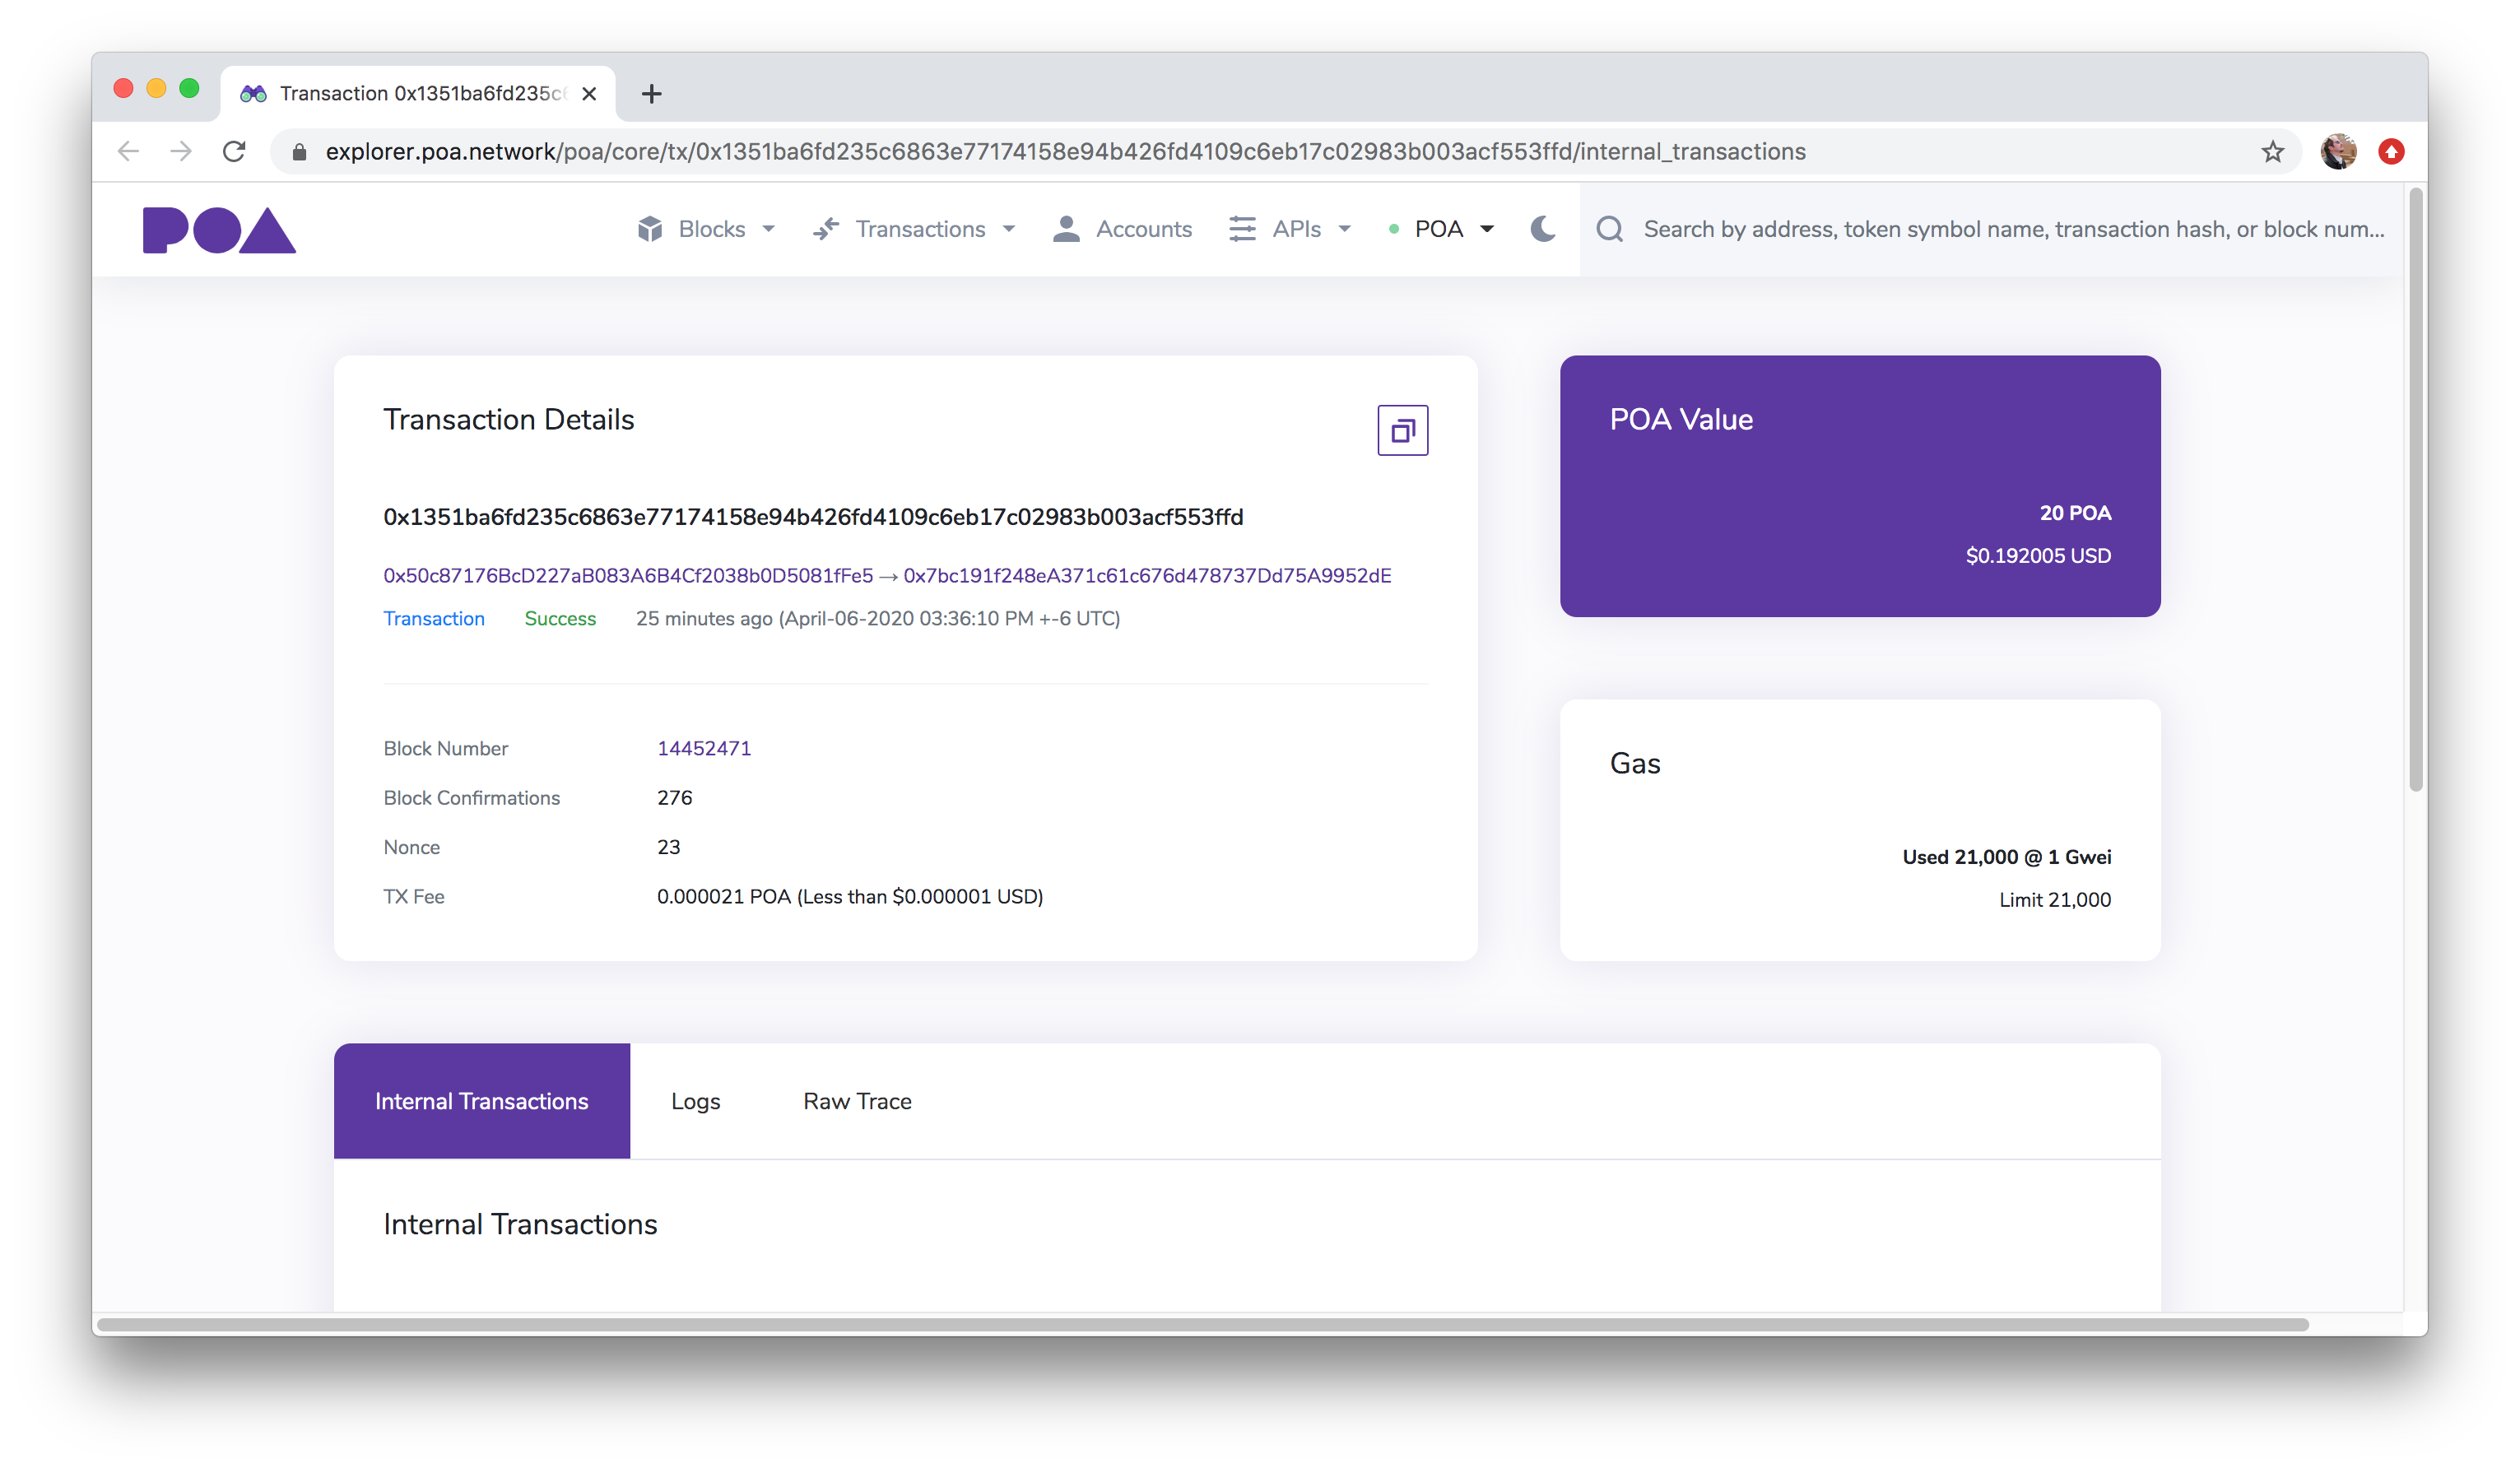 Transaction 0x1351ba6fd235c
explorer.poa.network/poa/core/tx/0x1351ba6fd235c6863e77174158e94b426fd4109c6eb17c02983b003acf553ffd/internal_transactions
POA
Blocks
Transactions
Accounts
APIs
POA
Search by address, token symbol name, transaction hash, or block num...
Transaction Details
0x1351ba6fd235c6863e77174158e94b426fd4109c6eb17c02983b003acf553ffd
0x50c87176BcD227aB083A6B4Cf2038b0D5081fFe5 → 0x7bc191f248eA371c61c676d478737Dd75A9952dE
Transaction Success 25 minutes ago (April-06-2020 03:36:10 PM +-6 UTC)
Block Number 14452471
Block Confirmations 276
Nonce 23
TX Fee 0.000021 POA (Less than $0.000001 USD)
POA Value
20 POA
$0.192005 USD
Gas
Used 21,000 @ 1 Gwei
Limit 21,000
Internal Transactions
Logs
Raw Trace
Internal Transactions